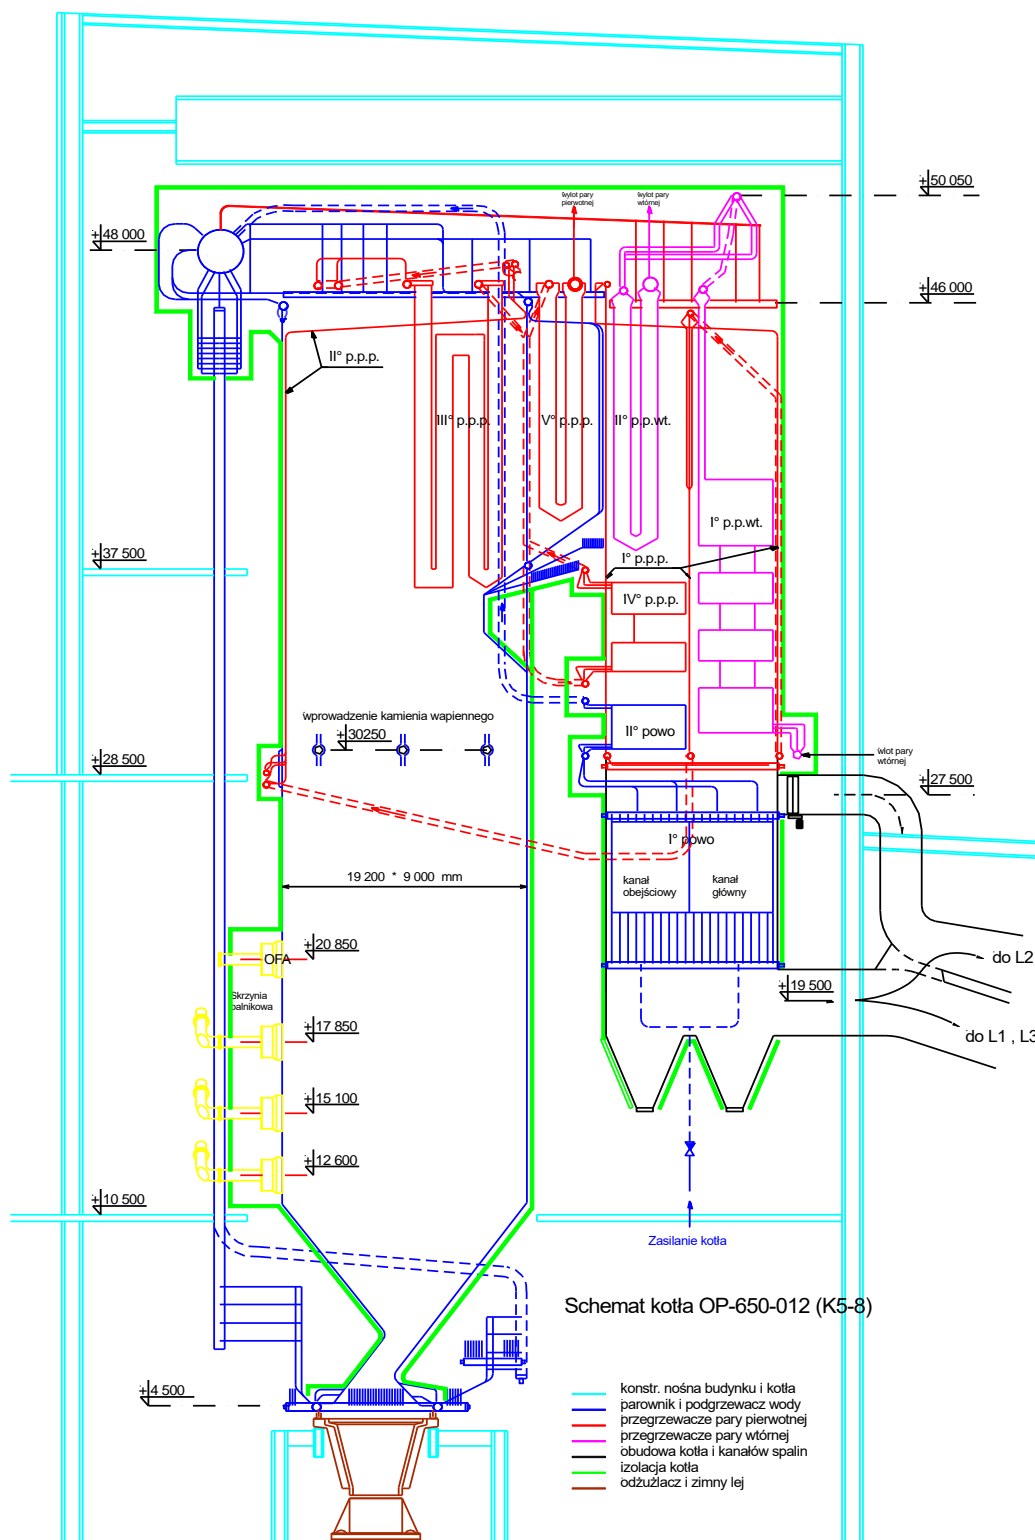 +50 050
wylot pary
pierwotnej
wylot pary
wtórnej
+48 000
+46 000
II° p.p.p.
III° p.p.p.
V° p.p.p.
II° p.p.wt.
I° p.p.wt.
+37 500
I° p.p.p.
IV° p.p.p.
wprowadzenie kamienia wapiennego
+30250
II° powo
wlot pary
wtórnej
+28 500
+27 500
I° powo
19 200 * 9 000 mm
kanał
obejściowy
kanał
główny
+20 850
OFA
do L2
+19 500
Skrzynia
palnikowa
+17 850
do L1 , L3
+15 100
+12 600
+10 500
Zasilanie kotła
Schemat kotła OP-650-012 (K5-8)
+4 500
konstr. nośna budynku i kotła
parownik i podgrzewacz wody
przegrzewacze pary pierwotnej
przegrzewacze pary wtórnej
obudowa kotła i kanałów spalin
izolacja kotła
odżużlacz i zimny lej